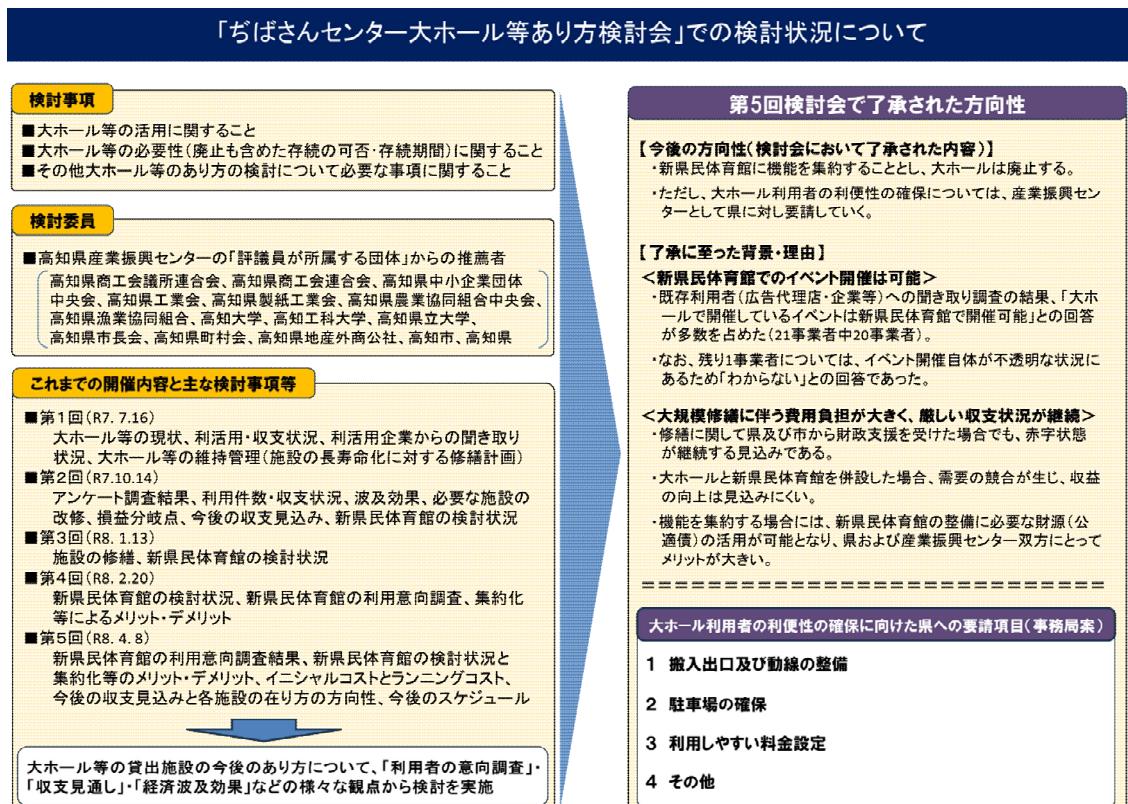 「ぢばさんセンター大ホール等あり方検討会」での検討状況について
検討事項
■大ホール等の活用に関すること
■大ホール等の必要性(廃止も含めた存続の可否・存続期間)に関すること
■その他大ホール等のあり方の検討について必要な事項に関すること
検討委員
■高知県産業振興センターの「評議員が所属する団体」からの推薦者
高知県商工会議所連合会、高知県商工会連合会、高知県中小企業団体
中央会、高知県工業会、高知県製紙工業会、高知県農業協同組合中央会、
高知県漁業協同組合、高知大学、高知工科大学、高知県立大学、
高知県市長会、高知県町村会、高知県地産外商公社、高知市、高知県
これまでの開催内容と主な検討事項等
■第1回(R7. 7.16)
大ホール等の現状、利活用・収支状況、利活用企業からの聞き取り
状況、大ホール等の維持管理(施設の長寿命化に対する修繕計画)
■第2回(R7.10.14)
アンケート調査結果、利用件数・収支状況、波及効果、必要な施設の
改修、損益分岐点、今後の収支見込み、新県民体育館の検討状況
■第3回(R8. 1.13)
施設の修繕、新県民体育館の検討状況
■第4回(R8. 2.20)
新県民体育館の検討状況、新県民体育館の利用意向調査、集約化
等によるメリット・デメリット
■第5回(R8. 4. 8)
新県民体育館の利用意向調査結果、新県民体育館の検討状況と
集約化等のメリット・デメリット、イニシャルコストとランニングコスト、
今後の収支見込みと各施設の在り方の方向性、今後のスケジュール
大ホール等の貸出施設の今後のあり方について、「利用者の意向調査」・
「収支見通し」・「経済波及効果」などの様々な観点から検討を実施
第5回検討会で了承された方向性
【今後の方向性(検討会において了承された内容)】
・新県民体育館に機能を集約することとし、大ホールは廃止する。
・ただし、大ホール利用者の利便性の確保については、産業振興セン
ターとして県に対し要請していく。
【了承に至った背景・理由】
<新県民体育館でのイベント開催は可能>
・既存利用者(広告代理店・企業等)への聞き取り調査の結果、「大ホ
ールで開催しているイベントは新県民体育館で開催可能」との回答
が多数を占めた(21事業者中20事業者)。
・なお、残り1事業者については、イベント開催自体が不透明な状況に
あるため「わからない」との回答であった。
<大規模修繕に伴う費用負担が大きく、厳しい収支状況が継続>
・修繕に関して県及び市から財政支援を受けた場合でも、赤字状態
が継続する見込みである。
・大ホールと新県民体育館を併設した場合、需要の競合が生じ、収益
の向上は見込みにくい。
・機能を集約する場合には、新県民体育館の整備に必要な財源(公
適債)の活用が可能となり、県および産業振興センター双方にとって
メリットが大きい。
=============================
大ホール利用者の利便性の確保に向けた県への要請項目(事務局案)
1 搬入出口及び動線の整備
2 駐車場の確保
3 利用しやすい料金設定
4 その他